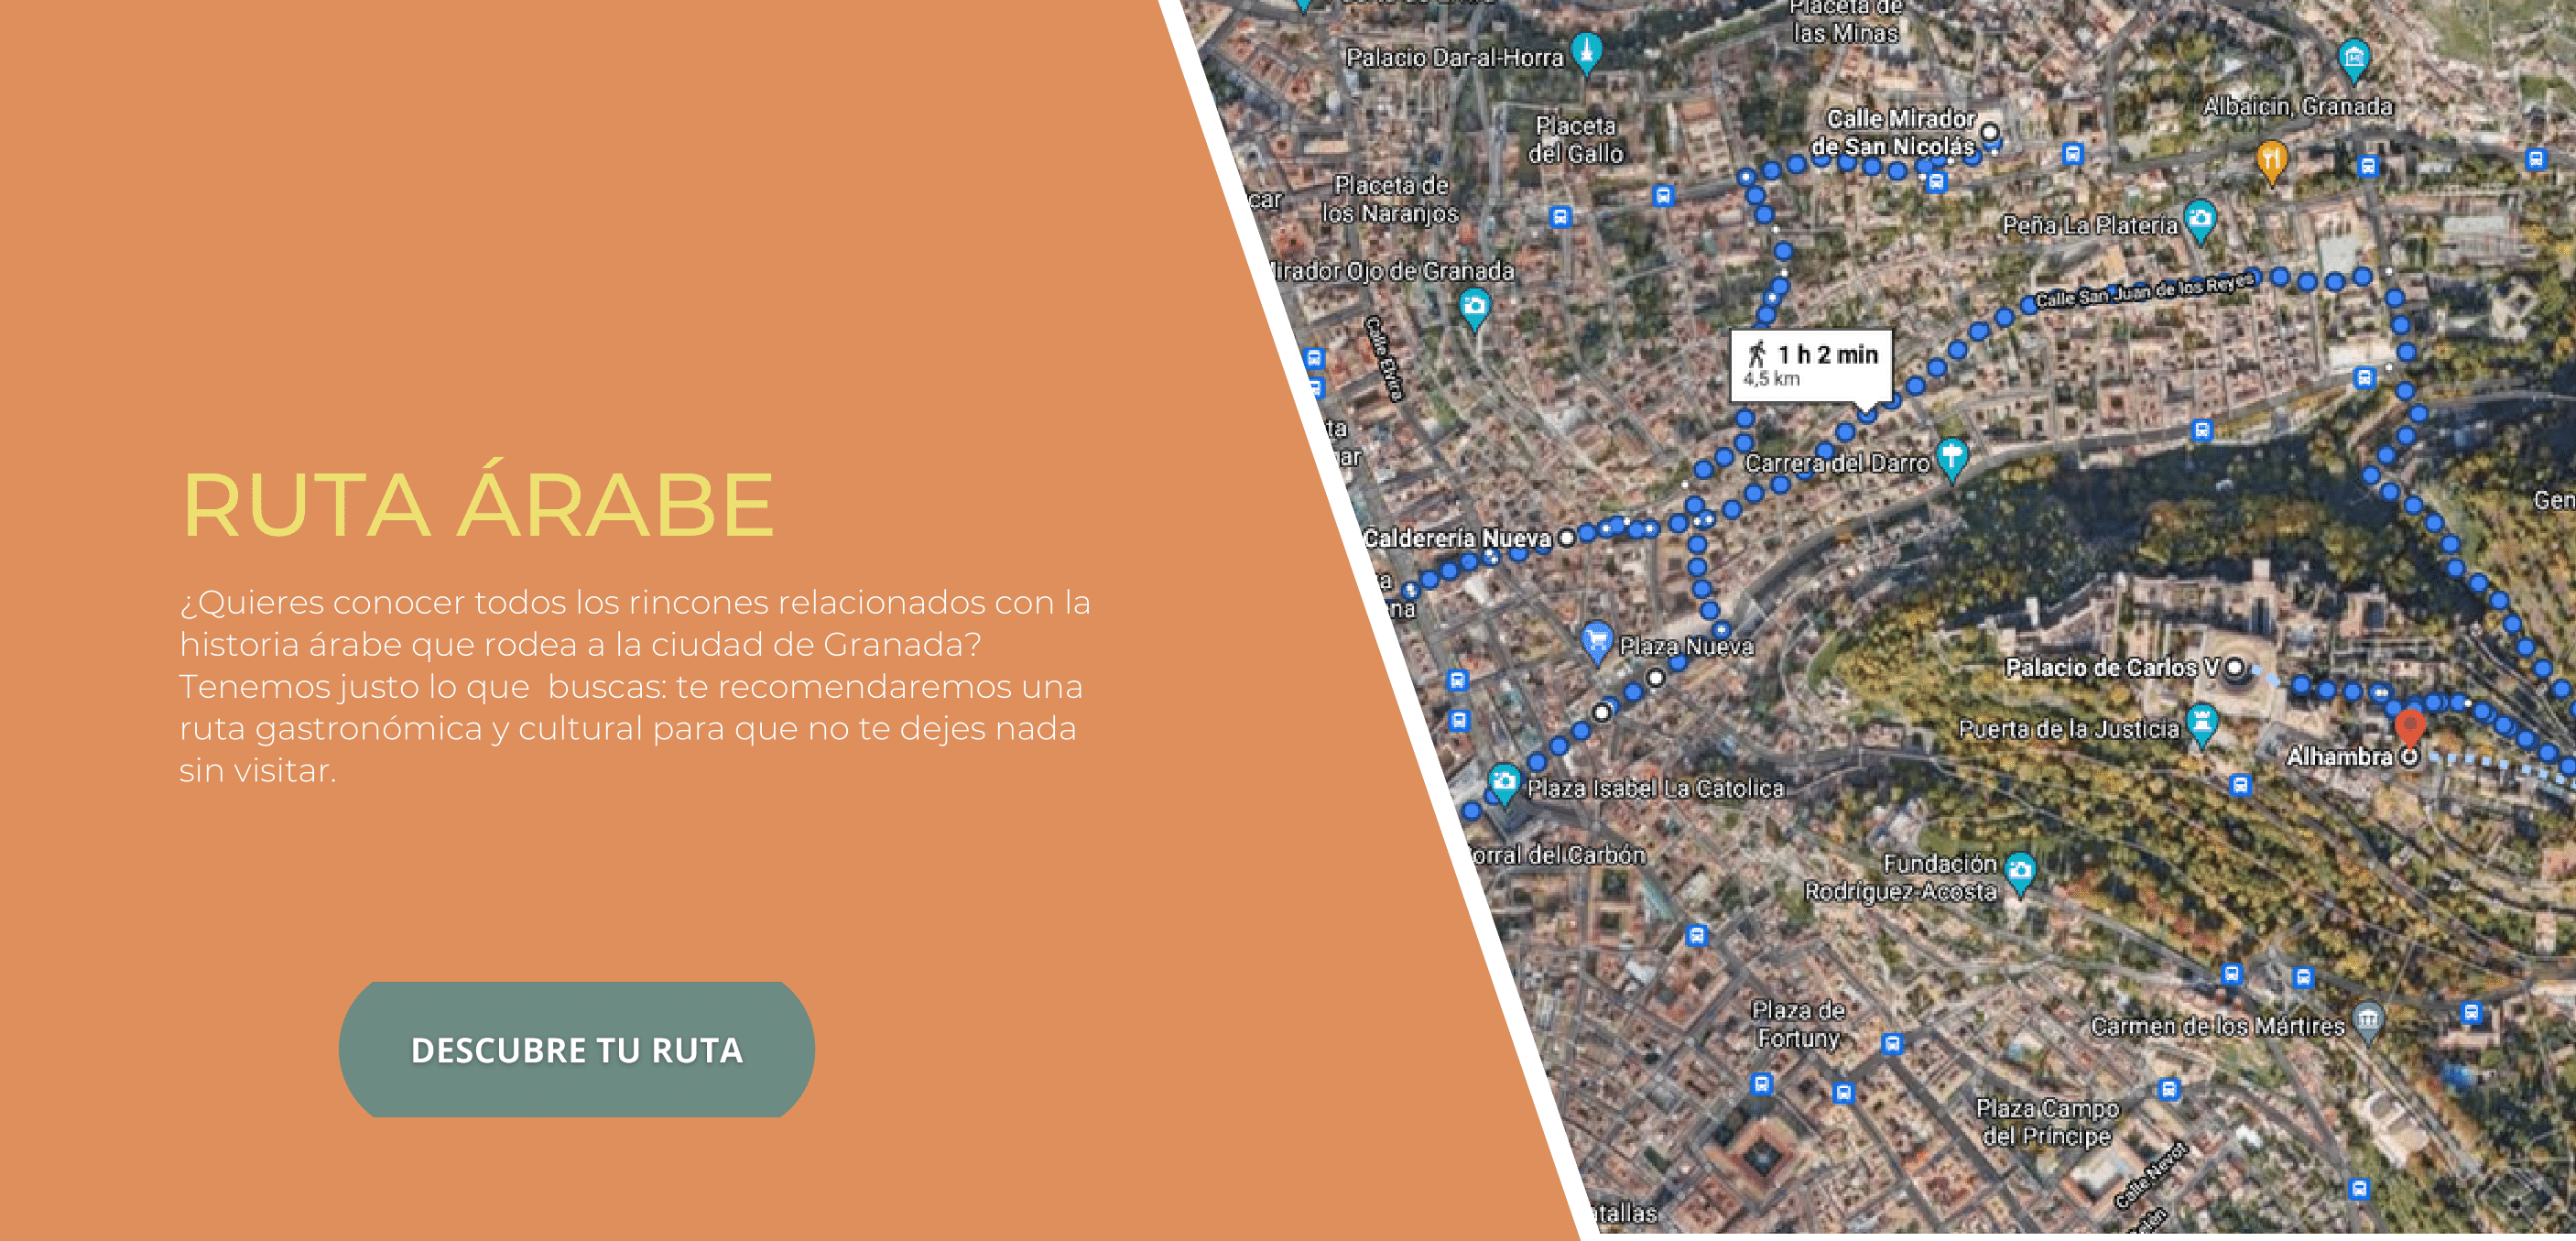 RUTA ÁRABE
¿Quieres conocer todos los rincones relacionados con la
historia árabe que rodea a la ciudad de Granada?
Tenemos justo lo que  buscas: te recomendaremos una
ruta gastronómica y cultural para que no te dejes nada
sin visitar.
DESCUBRE TU RUTA
Placeta de
las Minas
Palacio Dar-al-Horra
Albaicin, Granada
Calle Mirador
de San Nicolás
Placeta
del Gallo
Placeta de
los Naranjos
car
Peña La Platería
irador Ojo de Granada
Calle San Juan de los Reyes
Calle Elvira
1 h 2 min
4,5 km
ta
ar
Carrera del Darro
Gen
Calderería Nueva
a
na
Plaza Nueva
Palacio de Carlos V
Puerta de la Justicia
Alhambra
Plaza Isabel La Catolica
orral del Carbón
Fundación
Rodríguez-Acosta
Plaza de
Fortuny
Carmen de los Mártires
Plaza Campo
del Príncipe
Calle Nevot
tallas